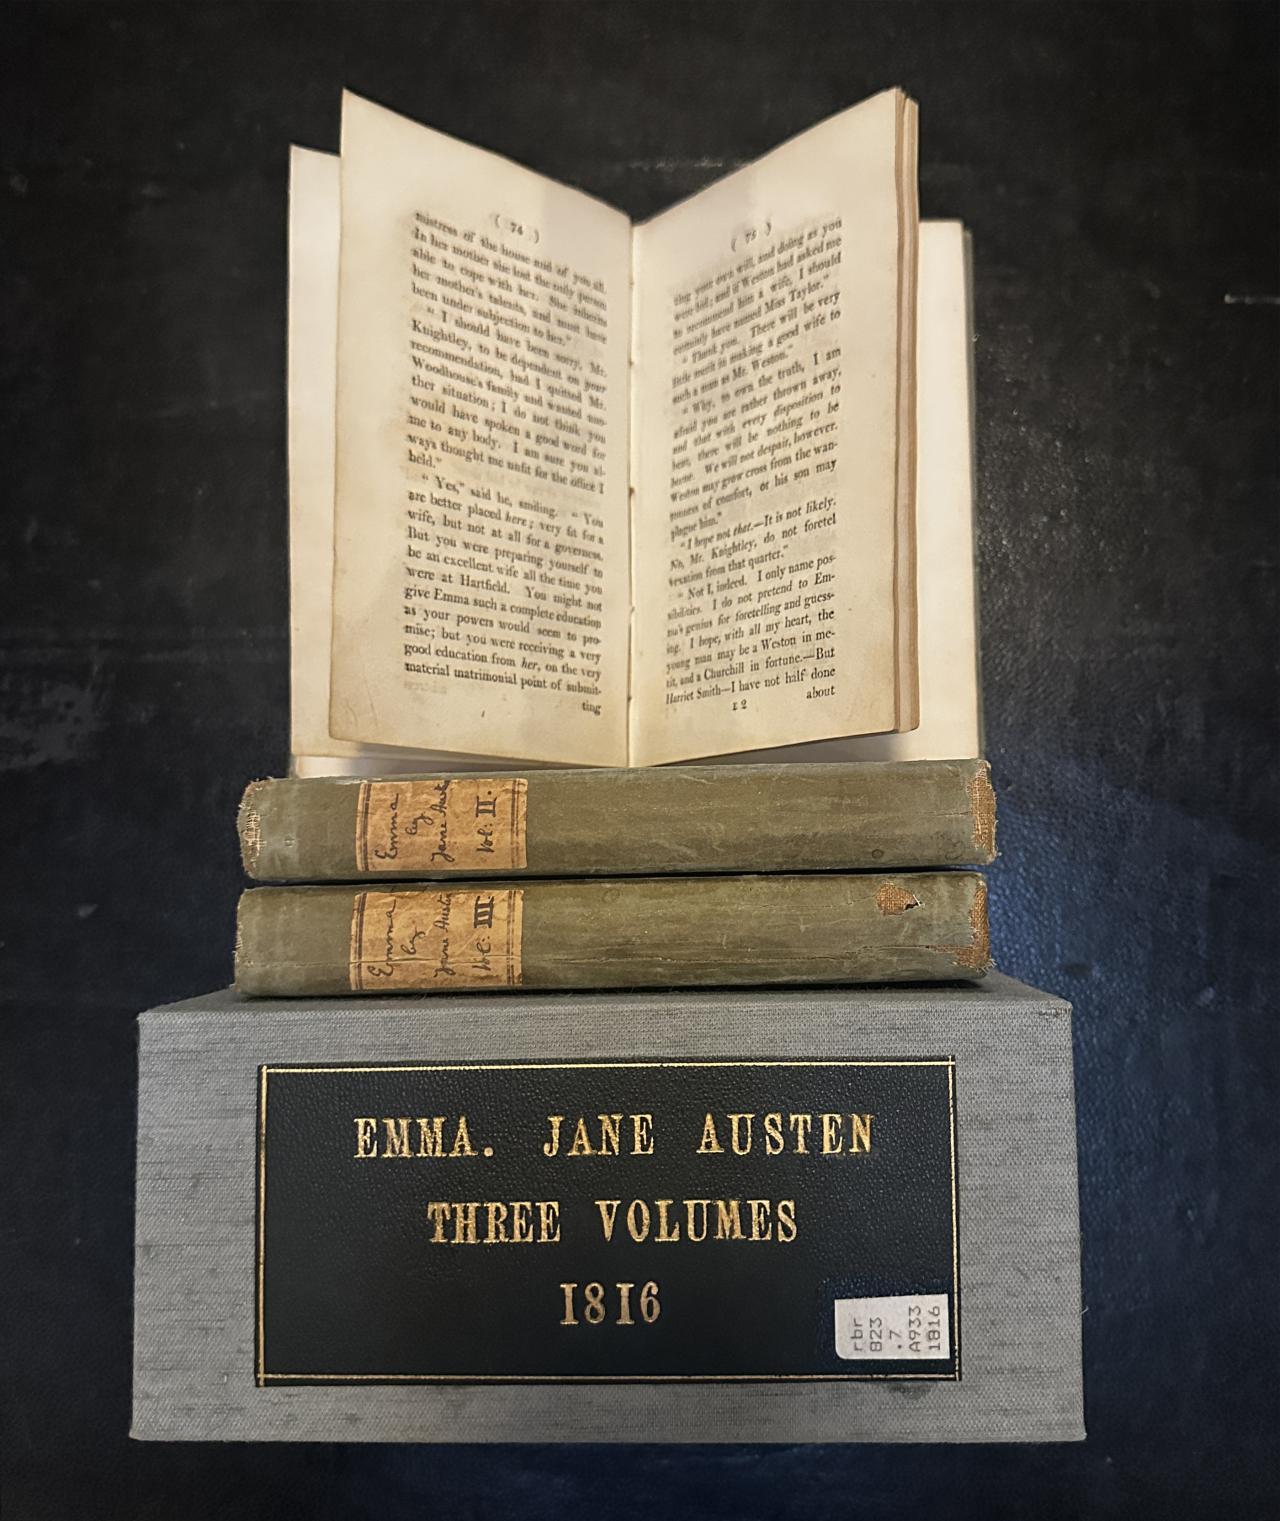 ( 74 )
mistress of the house and of you all.
In her mother she lost the only person
able to cope with her. She inherits
her mother's talents, and must have
been under subjection to her."
" I should have been sorry, Mr.
Knightley, to be dependent on your
recommendation, had I quitted Mr.
Woodhouse's family and wanted ano-
ther situation; I do not think you
would have spoken a good word for
me to any body. I am sure you al-
ways thought me unfit for the office I
held."
" Yes," said he, smiling. " You
are better placed here; very fit for a
wife, but not at all for a governess.
But you were preparing yourself to
be an excellent wife all the time you
were at Hartfield. You might not
give Emma such a complete education
as your powers would seem to pro-
mise; but you were receiving a very
good education from her, on the very
material matrimonial point of submit-
ting
( 75 )
ting your own will, and doing as you
were bid; and if Weston had asked me
to recommend him a wife, I should
certainly have named Miss Taylor."
" Thank you. There will be very
little merit in making a good wife to
such a man as Mr. Weston."
" Why, to own the truth, I am
afraid you are rather thrown away,
and that with every disposition to
bear, there will be nothing to be
borne. We will not despair, however.
Weston may grow cross from the wan-
tonness of comfort, or his son may
plague him."
" I hope not that.—It is not likely.
No, Mr. Knightley, do not foretel
vexation from that quarter."
" Not I, indeed. I only name pos-
sibilities. I do not pretend to Em-
ma's genius for foretelling and guess-
ing. I hope, with all my heart, the
young man may be a Weston in me-
rit, and a Churchill in fortune.—But
Harriet Smith—I have not half done
E 2 about
Emma
by
Jane Austen
Vol: II.
Emma
by
Jane Austen
Vol: III.
EMMA. JANE AUSTEN
THREE VOLUMES
1816
rbr
823
.7
A933
1816